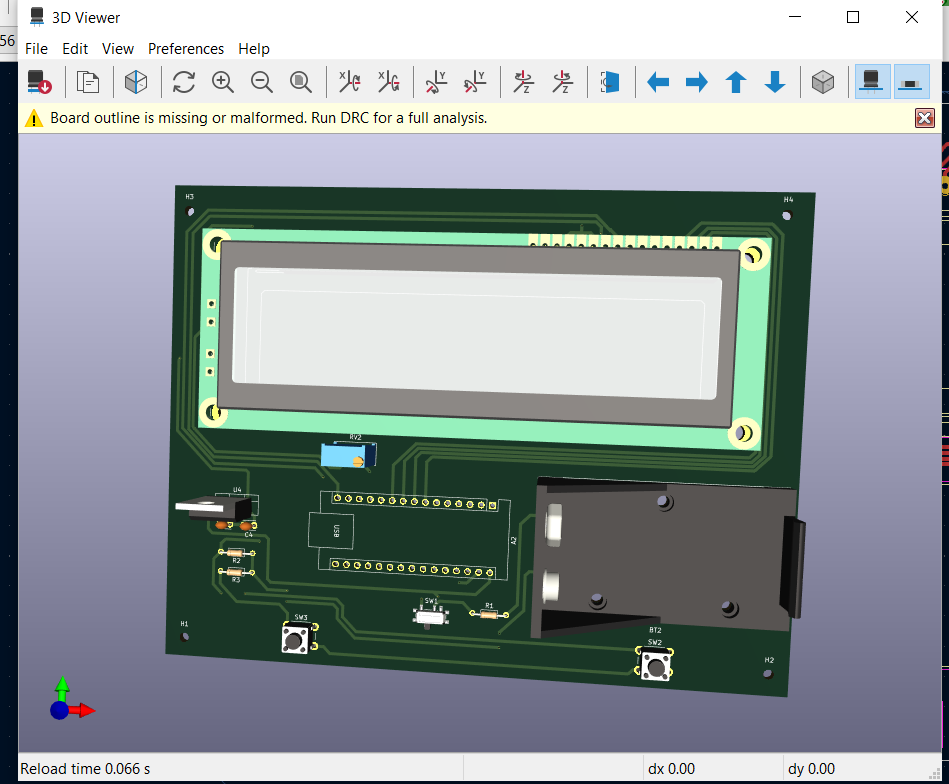 3D Viewer
56
File Edit View Preferences Help
X X Y Y Z Z
Board outline is missing or malformed. Run DRC for a full analysis.
H3
H4
RV2
U4
C4
USB
A2
R2
R3
SW1
R1
H1
SW3
BT2
SW2
H2
Reload time 0.066 s
dx 0.00
dy 0.00